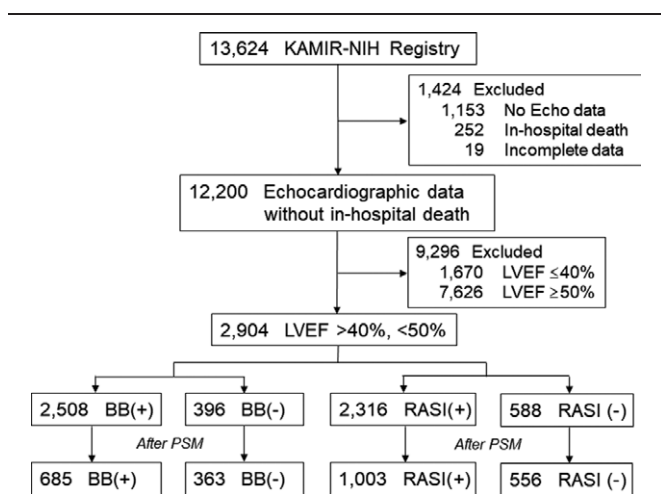 13,624 KAMIR-NIH Registry
1,424 Excluded
1,153 No Echo data
252 In-hospital death
19 Incomplete data
12,200 Echocardiographic data
without in-hospital death
9,296 Excluded
1,670 LVEF ≤40%
7,626 LVEF ≥50%
2,904 LVEF >40%, <50%
2,508 BB(+) 396 BB(-) 2,316 RASI(+) 588 RASI (-)
After PSM After PSM
685 BB(+) 363 BB(-) 1,003 RASI(+) 556 RASI (-)